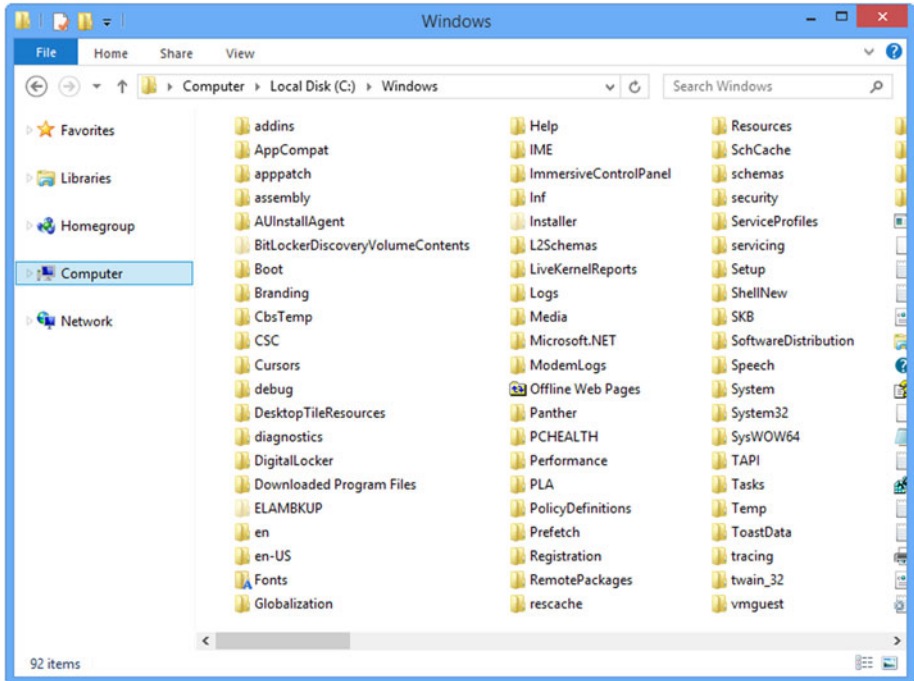 Windows
File Home Share View
Computer Local Disk (C:) Windows
Search Windows
Favorites
Libraries
Homegroup
Computer
Network
addins
AppCompat
apppatch
assembly
AUInstallAgent
BitLockerDiscoveryVolumeContents
Boot
Branding
CbsTemp
CSC
Cursors
debug
DesktopTileResources
diagnostics
DigitalLocker
Downloaded Program Files
ELAMBKUP
en
en-US
Fonts
Globalization
Help
IME
ImmersiveControlPanel
Inf
Installer
L2Schemas
LiveKernelReports
Logs
Media
Microsoft.NET
ModemLogs
Offline Web Pages
Panther
PCHEALTH
Performance
PLA
PolicyDefinitions
Prefetch
Registration
RemotePackages
rescache
Resources
SchCache
schemas
security
ServiceProfiles
servicing
Setup
ShellNew
SKB
SoftwareDistribution
Speech
System
System32
SysWOW64
TAPI
Tasks
Temp
ToastData
tracing
twain_32
vmguest
92 items